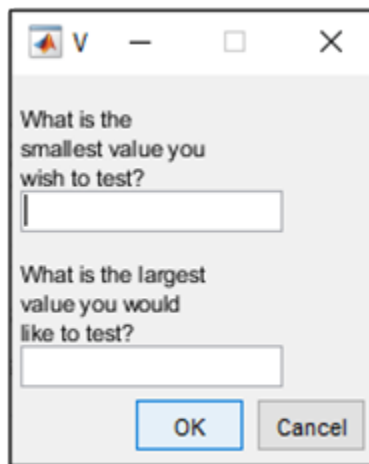 V
What is the
smallest value you
wish to test?
What is the largest
value you would
like to test?
OK Cancel